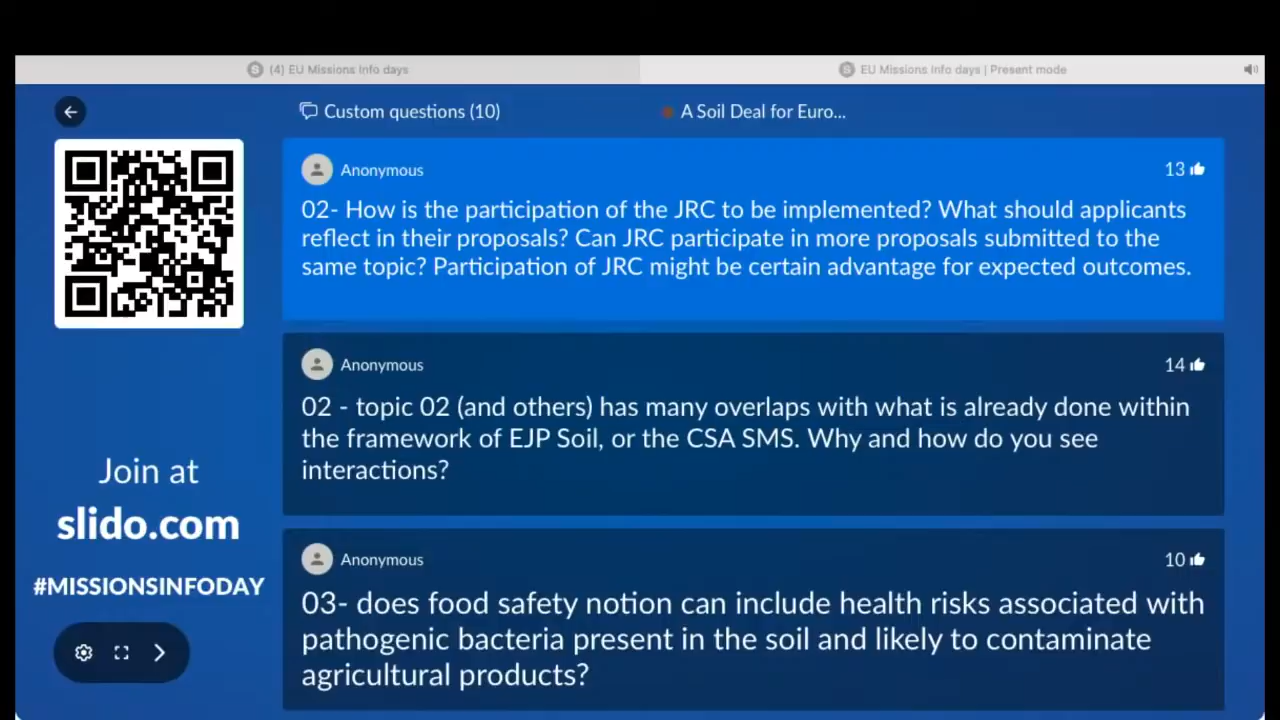 (4) EU Missions Info days
EU Missions Info days | Present mode
Custom questions (10)
A Soil Deal for Euro...
Anonymous
13
02- How is the participation of the JRC to be implemented? What should applicants
reflect in their proposals? Can JRC participate in more proposals submitted to the
same topic? Participation of JRC might be certain advantage for expected outcomes.
Anonymous
14
02 - topic 02 (and others) has many overlaps with what is already done within
the framework of EJP Soil, or the CSA SMS. Why and how do you see
interactions?
Anonymous
10
03- does food safety notion can include health risks associated with
pathogenic bacteria present in the soil and likely to contaminate
agricultural products?
Join at
slido.com
#MISSIONSINFODAY